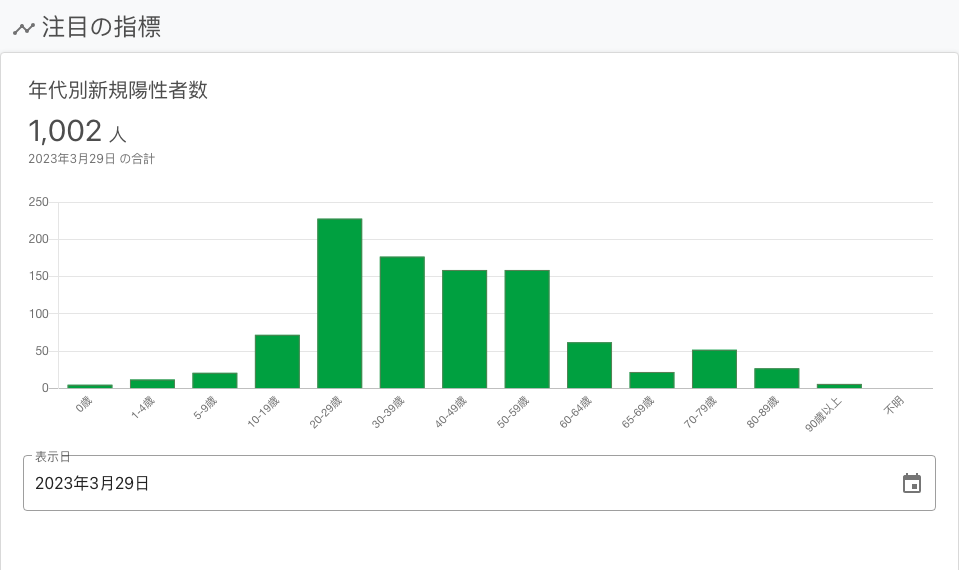 注目の指標
年代別新規陽性者数
1,002 人
2023年3月29日 の合計
250
200
150
100
50
0
0歳
1-4歳
5-9歳
10-19歳
20-29歳
30-39歳
40-49歳
50-59歳
60-64歳
65-69歳
70-79歳
80-89歳
90歳以上
不明
表示日
2023年3月29日